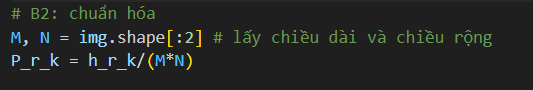 # B2: chuẩn hóa
M, N = img.shape[:2] # lấy chiều dài và chiều rộng
P_r_k = h_r_k/(M*N)